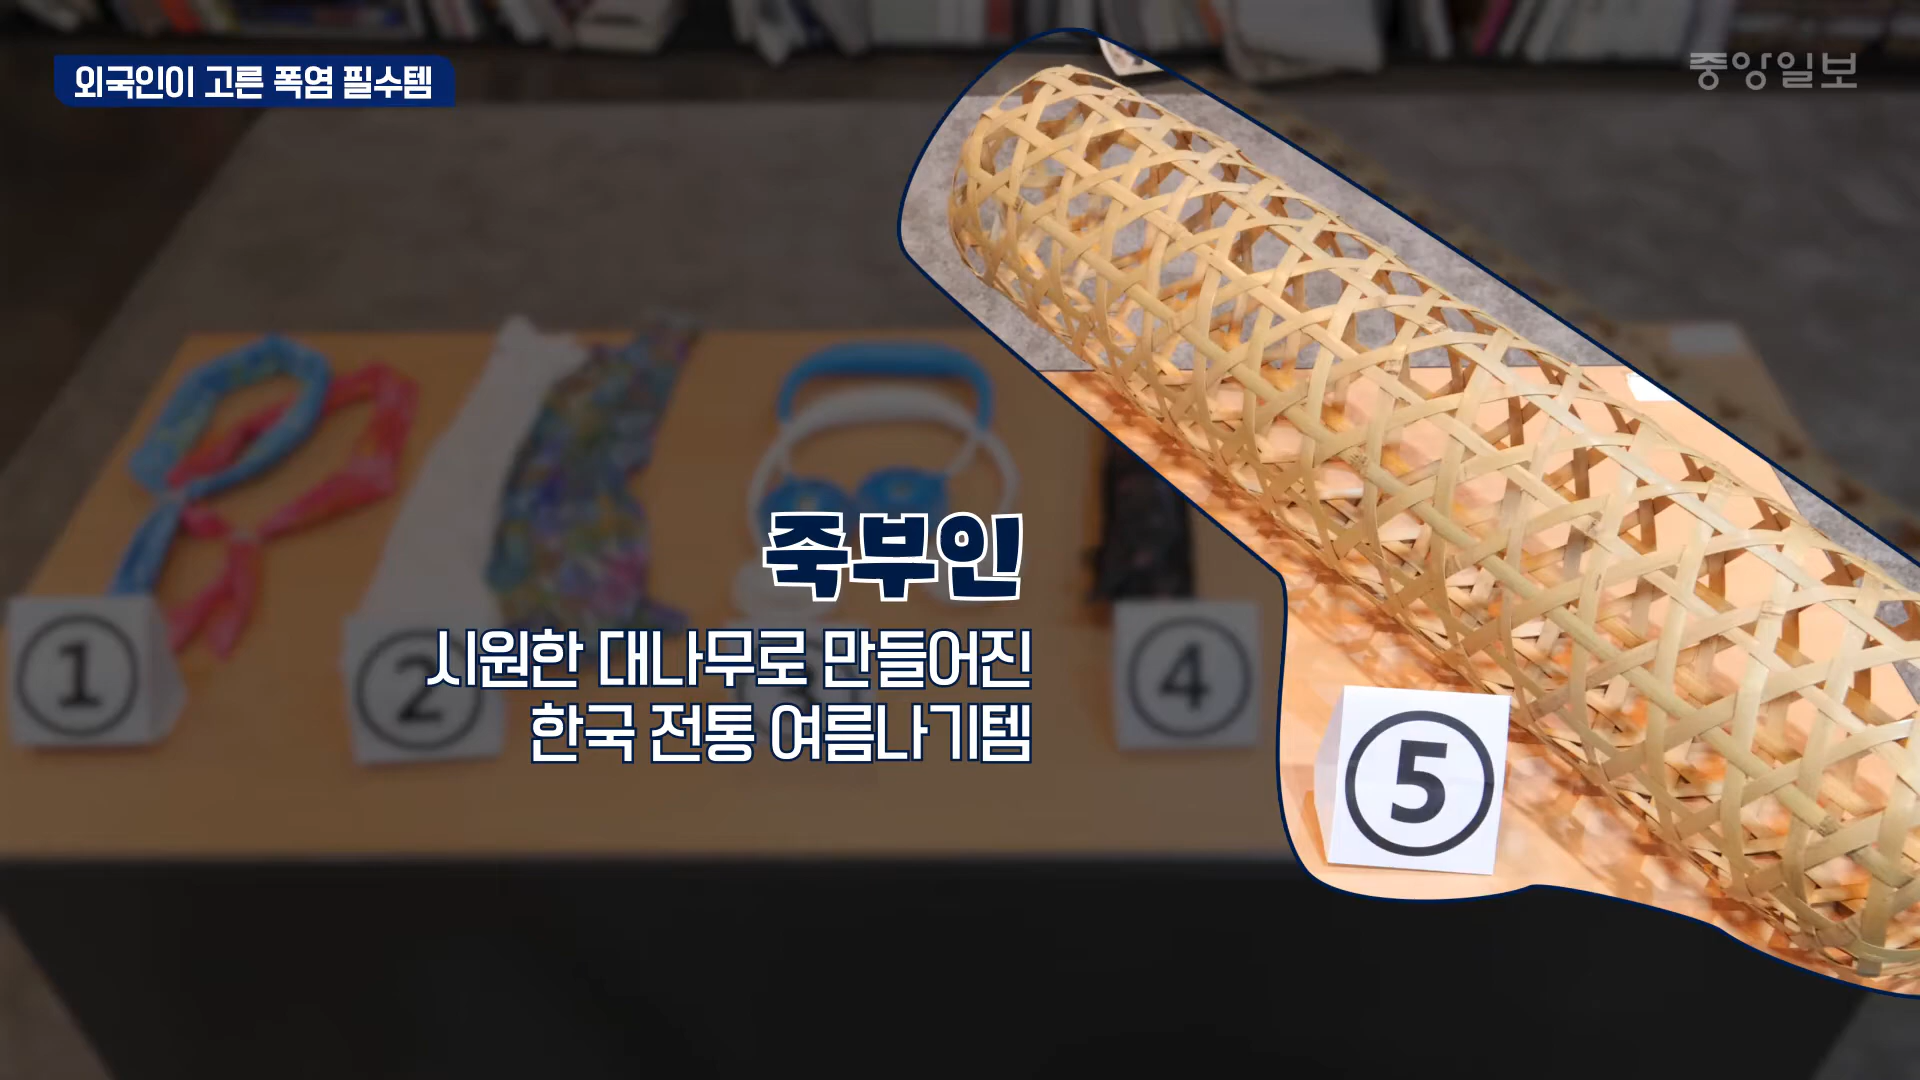 외국인이 고른 폭염 필수템
중앙일보
죽부인
시원한 대나무로 만들어진
한국 전통 여름나기템
1
2
3
4
5